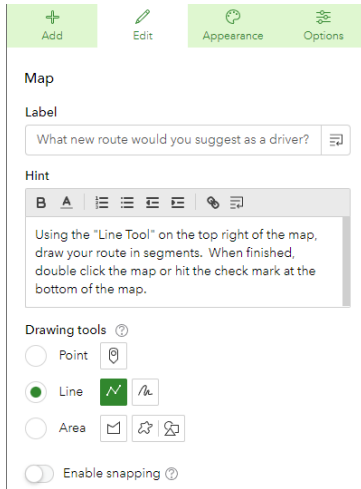 Add Edit Appearance Options
Map
Label
What new route would you suggest as a driver?
Hint
B A
Using the "Line Tool" on the top right of the map,
draw your route in segments. When finished,
double click the map or hit the check mark at the
bottom of the map.
Drawing tools ?
Point
Line
Area
Enable snapping ?